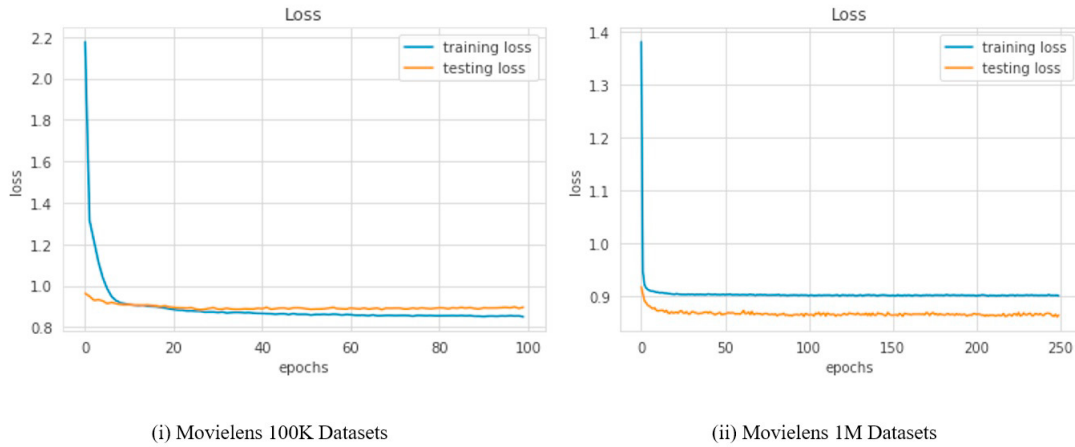 Loss
2.2
2.0
1.8
1.6
1.4
1.2
1.0
0.8
loss
training loss
testing loss
0
20
40
60
80
100
epochs
(i) Movielens 100K Datasets
Loss
1.4
1.3
1.2
1.1
1.0
0.9
loss
training loss
testing loss
0
50
100
150
200
250
epochs
(ii) Movielens 1M Datasets